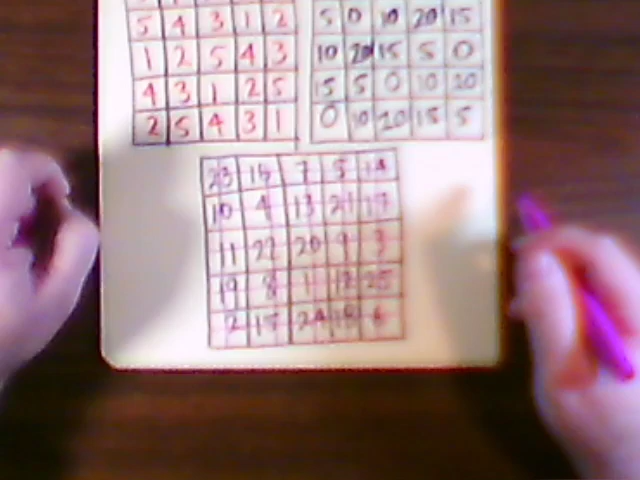 5 4 3 1 2 5 0 10 20 15
1 2 5 4 3 10 20 15 5 0
4 3 1 2 5 15 5 0 10 20
2 5 4 3 1 0 10 20 15 5
23 16 7 5 14
10 4 13 21 17
11 22 20 9 3
19 8 1 12 25
2 15 24 18 6